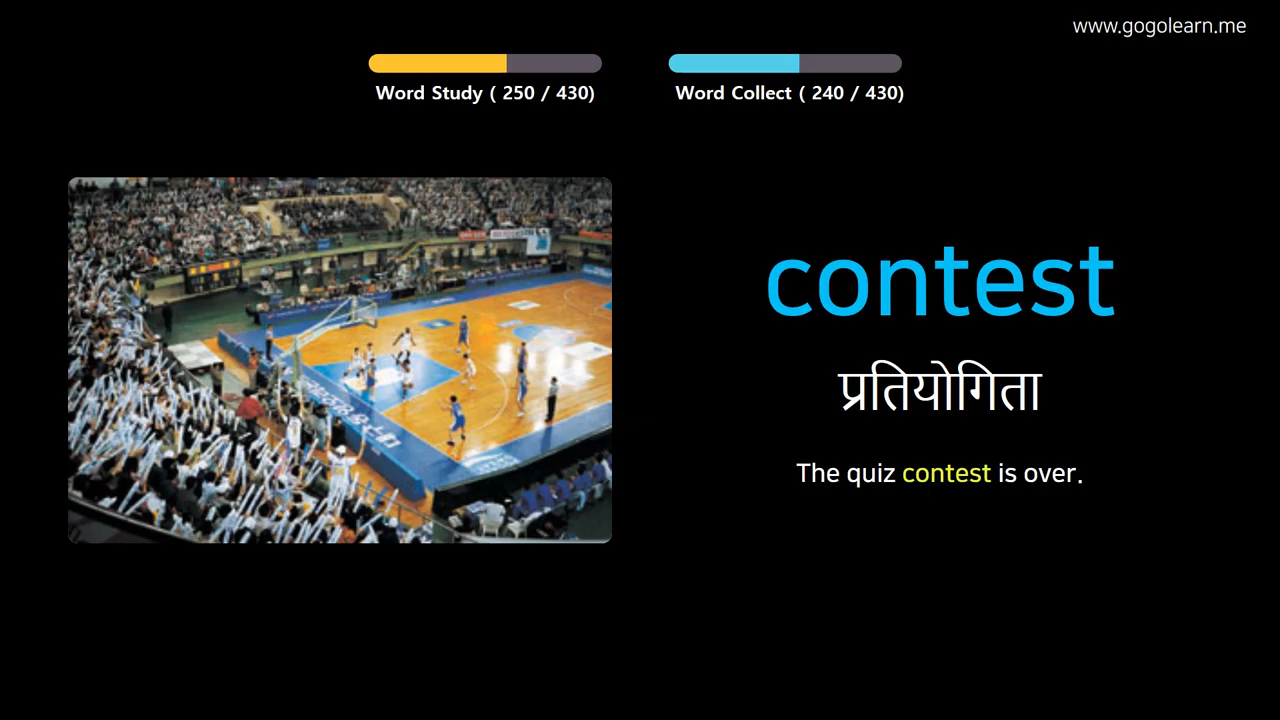 www.gogolearn.me
Word Study ( 250 / 430)
Word Collect ( 240 / 430)
contest
प्रतियोगिता
The quiz contest is over.